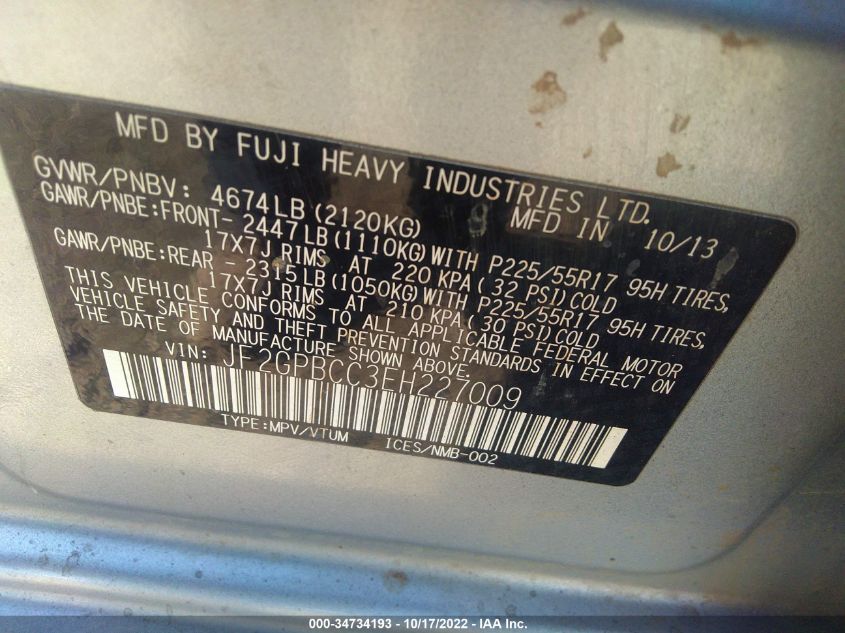 MFD BY FUJI HEAVY INDUSTRIES LTD.
GVWR/PNBV: 4674LB(2120KG) MFD IN 10/13
GAWR/PNBE:FRONT- 2447LB(1110KG)WITH P225/55R17 95H TIRES,
17X7J RIMS AT 220 KPA(32 PSI)COLD
GAWR/PNBE:REAR - 2315LB(1050KG)WITH P225/55R17 95H TIRES,
17X7J RIMS AT 210 KPA(30 PSI)COLD
THIS VEHICLE CONFORMS TO ALL APPLICABLE FEDERAL MOTOR
VEHICLE SAFETY AND THEFT PREVENTION STANDARDS IN EFFECT ON
THE DATE OF MANUFACTURE SHOWN ABOVE.
VIN: JF2GPBCC3EH227009
TYPE:MPV/VTUM ICES/NMB-002
000-34734193 - 10/17/2022 - IAA Inc.